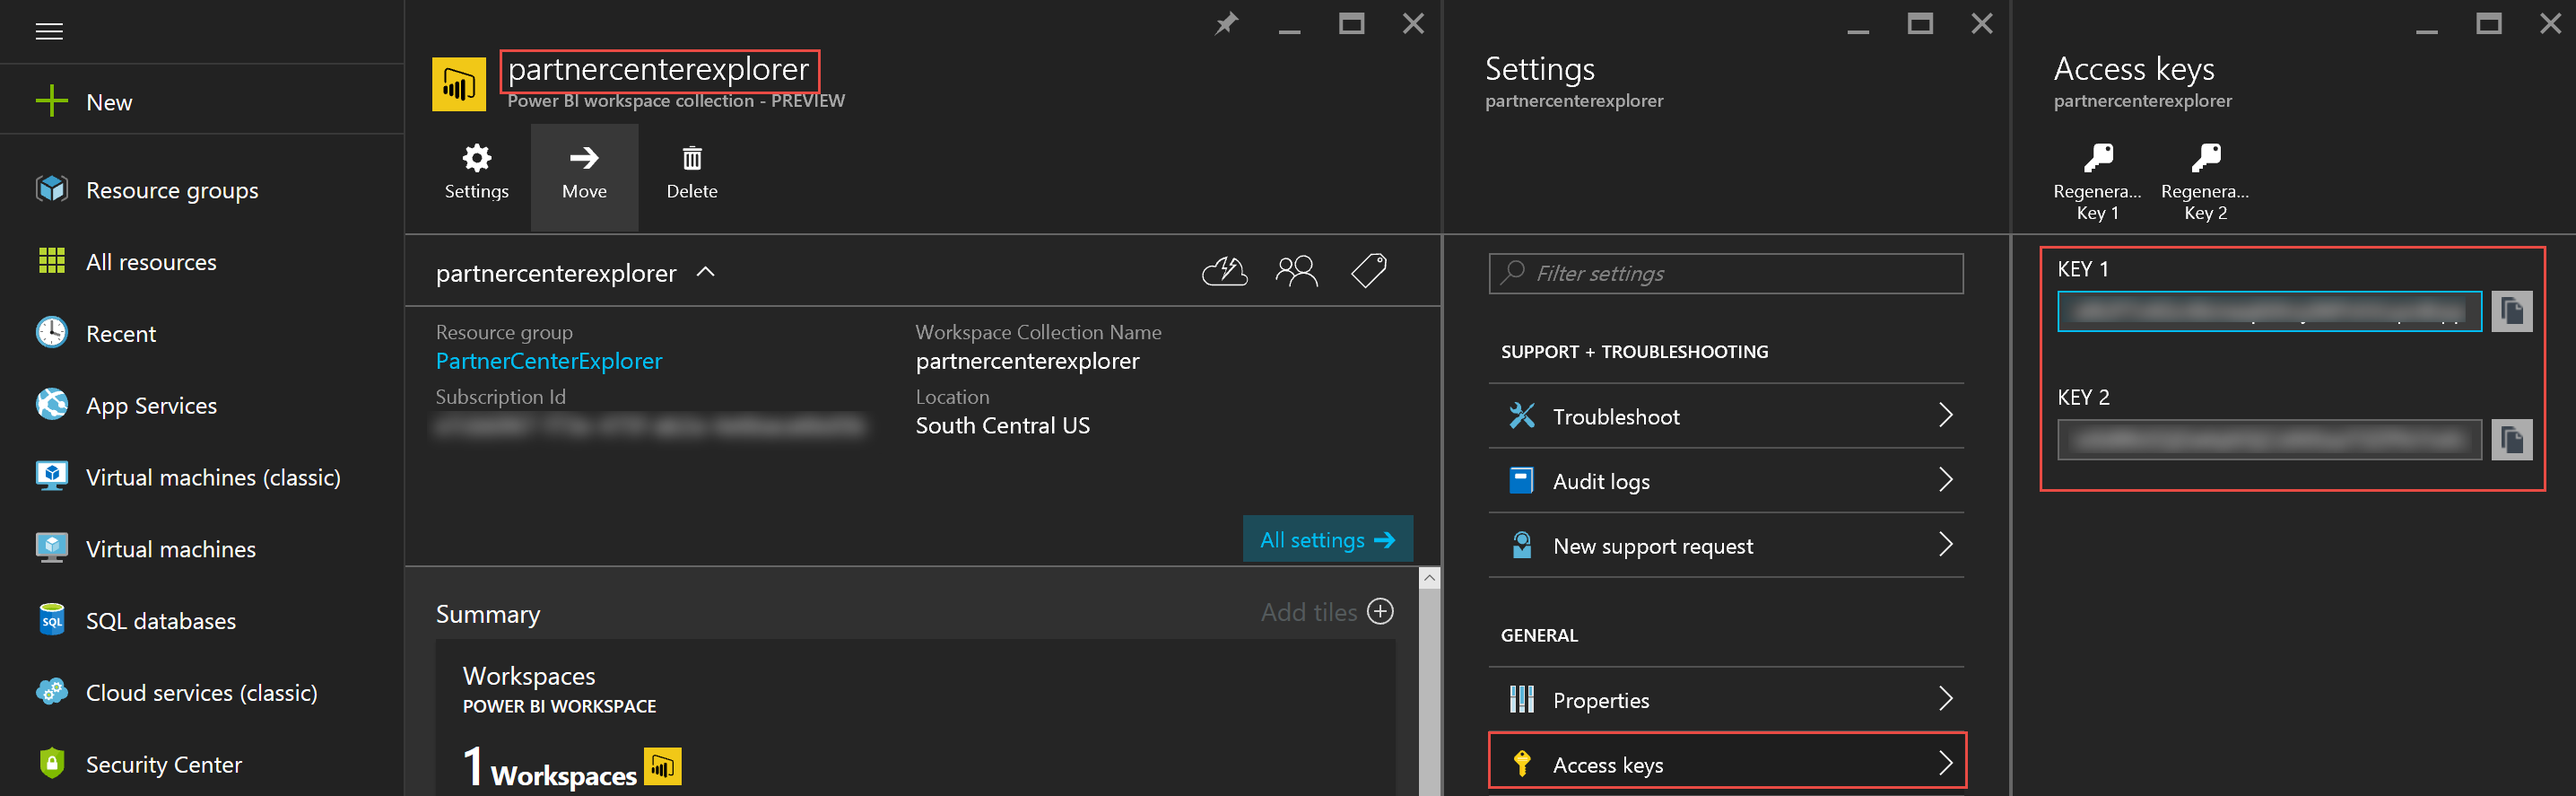 New
Resource groups
All resources
Recent
App Services
Virtual machines (classic)
Virtual machines
SQL databases
Cloud services (classic)
Security Center
partnercenterexplorer
Power BI workspace collection - PREVIEW
Settings
Move
Delete
partnercenterexplorer
Resource group
PartnerCenterExplorer
Subscription Id
Workspace Collection Name
partnercenterexplorer
Location
South Central US
All settings
Summary
Add tiles
Workspaces
POWER BI WORKSPACE
1 Workspaces
Settings
partnercenterexplorer
Filter settings
SUPPORT + TROUBLESHOOTING
Troubleshoot
Audit logs
New support request
GENERAL
Properties
Access keys
Access keys
partnercenterexplorer
Regenera...
Key 1
Regenera...
Key 2
KEY 1
KEY 2